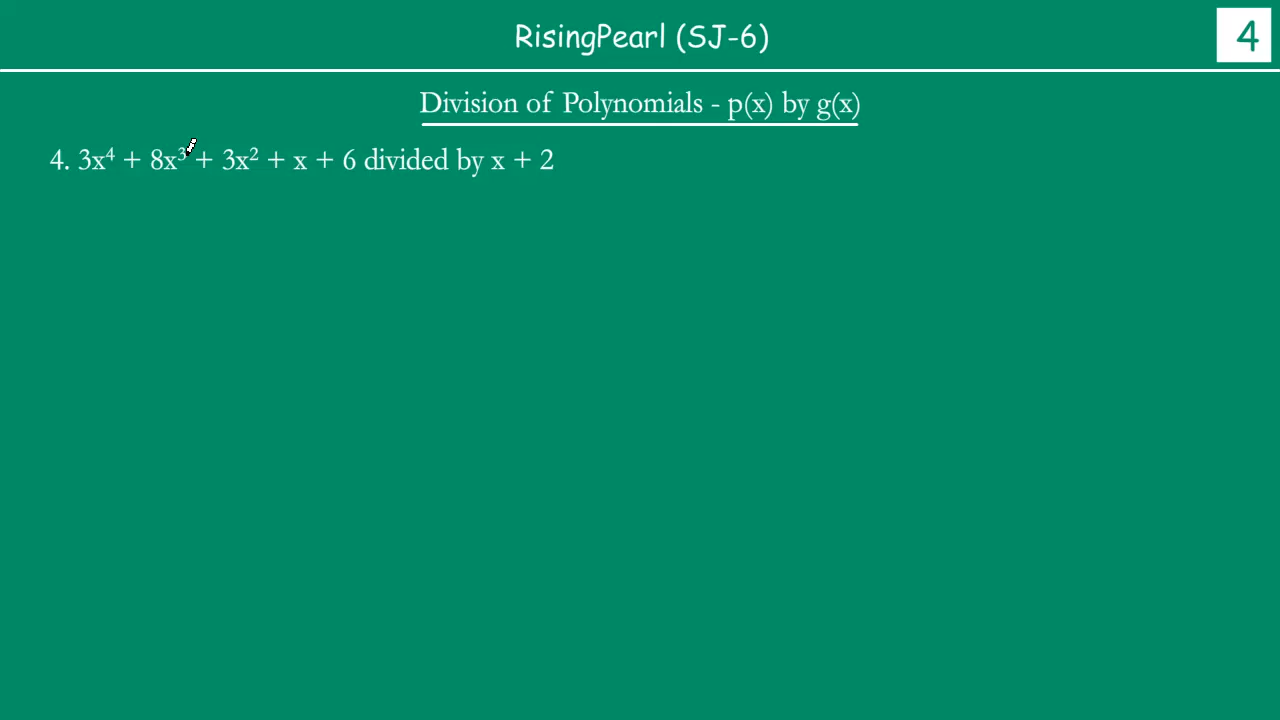 RisingPearl (SJ-6)
4
Division of Polynomials - p(x) by g(x)
4. 3x⁴ + 8x³ + 3x² + x + 6 divided by x + 2